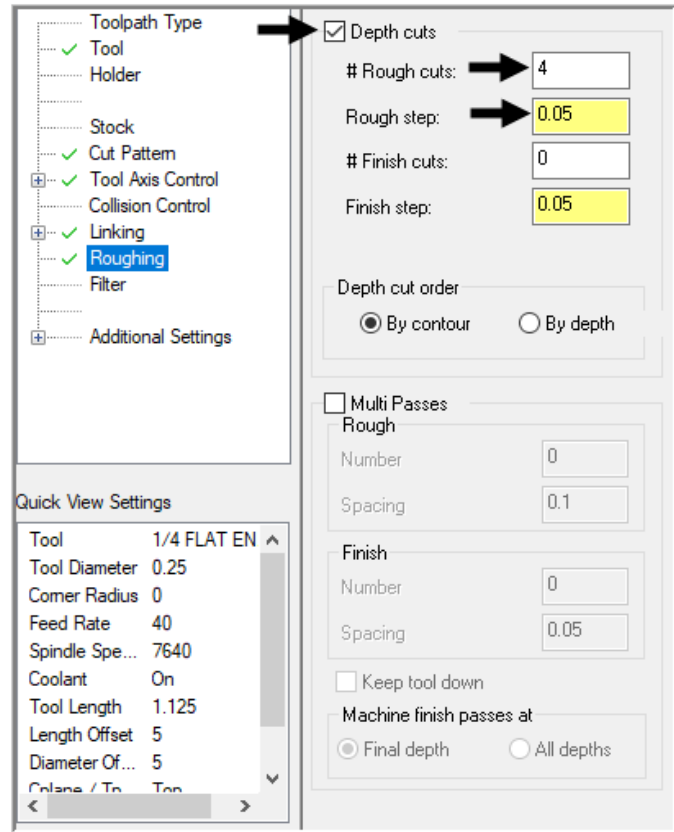 Toolpath Type
Tool
Holder
Stock
Cut Pattern
Tool Axis Control
Collision Control
Linking
Roughing
Filter
Additional Settings
Quick View Settings
Tool 1/4 FLAT EN
Tool Diameter 0.25
Corner Radius 0
Feed Rate 40
Spindle Spe... 7640
Coolant On
Tool Length 1.125
Length Offset 5
Diameter Of... 5
Cplane / Tp... Top
Depth cuts
# Rough cuts: 4
Rough step: 0.05
# Finish cuts: 0
Finish step: 0.05
Depth cut order
By contour By depth
Multi Passes
Rough
Number 0
Spacing 0.1
Finish
Number 0
Spacing 0.05
Keep tool down
Machine finish passes at
Final depth All depths